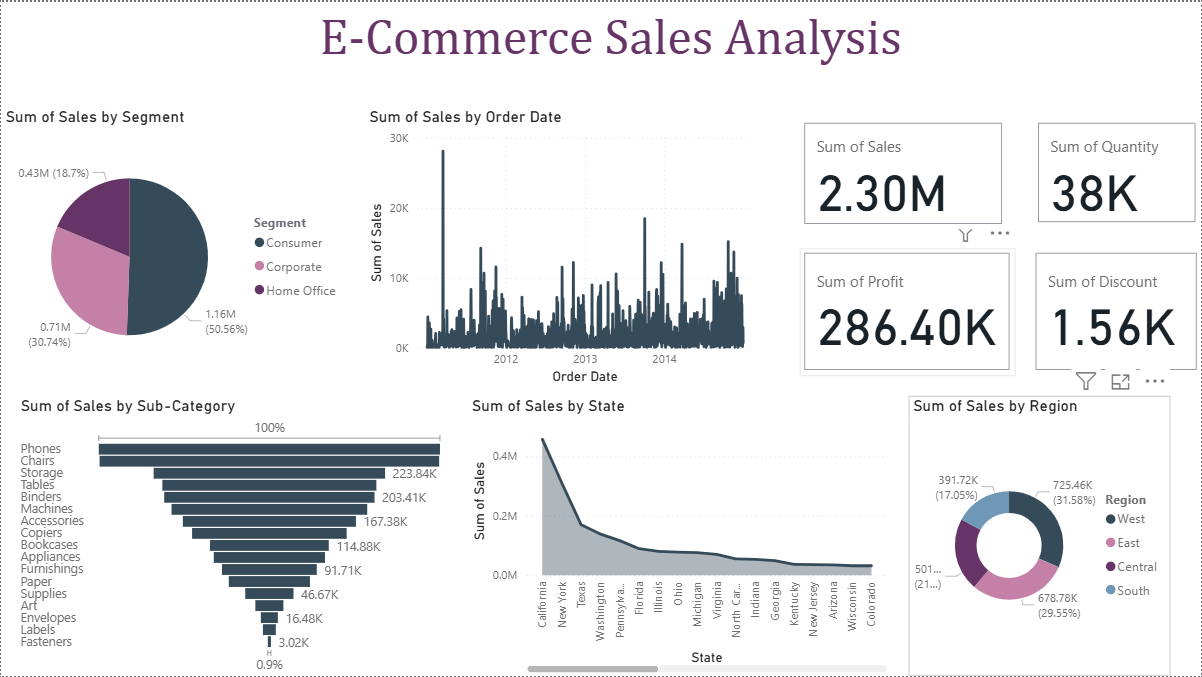 E-Commerce Sales Analysis
Sum of Sales by Segment
0.43M (18.7%)
0.71M
(30.74%)
1.16M
(50.56%)
Segment
Consumer
Corporate
Home Office
Sum of Sales by Order Date
Sum of Sales
30K
20K
10K
0K
2012
2013
2014
Order Date
Sum of Sales
2.30M
Sum of Quantity
38K
Sum of Profit
286.40K
Sum of Discount
1.56K
Sum of Sales by Sub-Category
100%
Phones
Chairs
Storage
223.84K
Tables
Binders
203.41K
Machines
Accessories
167.38K
Copiers
Bookcases
114.88K
Appliances
Furnishings
91.71K
Paper
Supplies
46.67K
Art
Envelopes
16.48K
Labels
Fasteners
3.02K
0.9%
Sum of Sales by State
Sum of Sales
0.4M
0.2M
0.0M
California
New York
Texas
Washington
Pennsylva...
Florida
Illinois
Ohio
Michigan
Virginia
North Car...
Indiana
Georgia
Kentucky
New Jersey
Arizona
Wisconsin
Colorado
State
Sum of Sales by Region
391.72K
(17.05%)
725.46K
(31.58%)
501...
(21...)
678.78K
(29.55%)
Region
West
East
Central
South